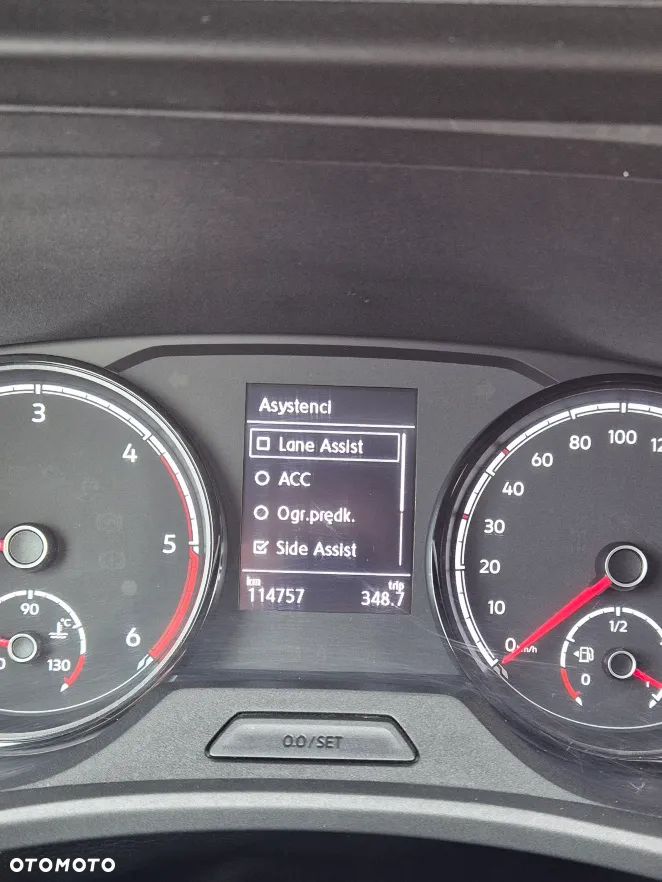 3
4
5
6
90
°C
130
Asystenci
Lane Assist
ACC
Ogr.prędk.
Side Assist
km
trip
114757
348.7
0
10
20
30
40
60
80
100
12
km/h
1/2
0
0.0/SET
OTOMOTO